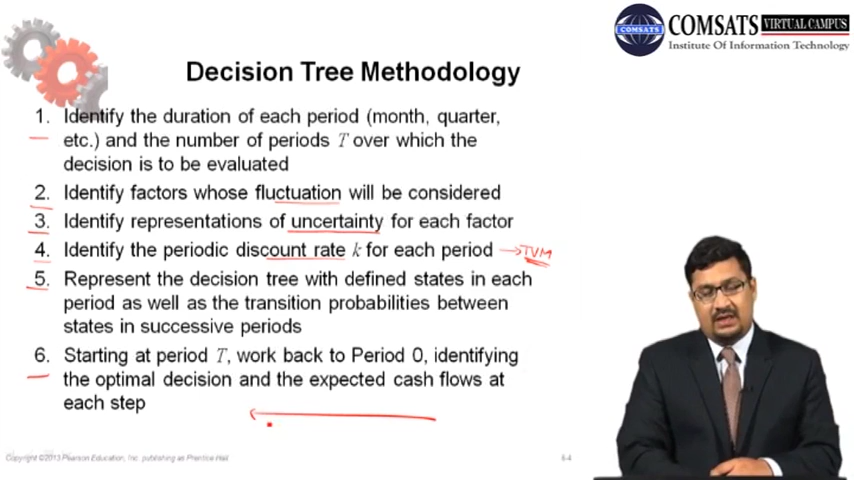 COMSATS VIRTUAL CAMPUS
COMSATS
Institute Of Information Technology
Decision Tree Methodology
1. Identify the duration of each period (month, quarter,
etc.) and the number of periods T over which the
decision is to be evaluated
2. Identify factors whose fluctuation will be considered
3. Identify representations of uncertainty for each factor
4. Identify the periodic discount rate k for each period → TVM
5. Represent the decision tree with defined states in each
period as well as the transition probabilities between
states in successive periods
6. Starting at period T, work back to Period 0, identifying
the optimal decision and the expected cash flows at
each step
Copyright ©2013 Pearson Education, Inc. publishing as Prentice Hall.